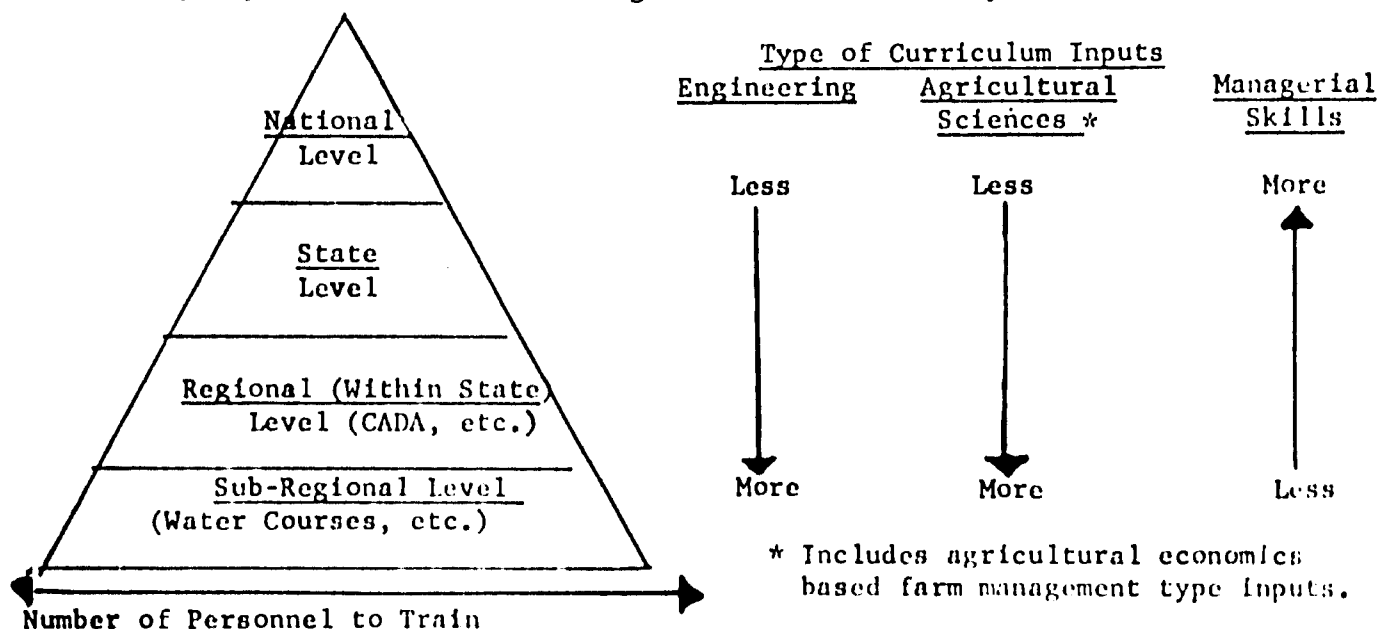 National
Level
State
Level
Regional (Within State)
Level (CADA, etc.)
Sub-Regional Level
(Water Courses, etc.)
Number of Personnel to Train
Type of Curriculum Inputs
Engineering
Agricultural
Sciences *
Managerial
Skills
Less
Less
More
More
More
Less
* Includes agricultural economics
based farm management type inputs.